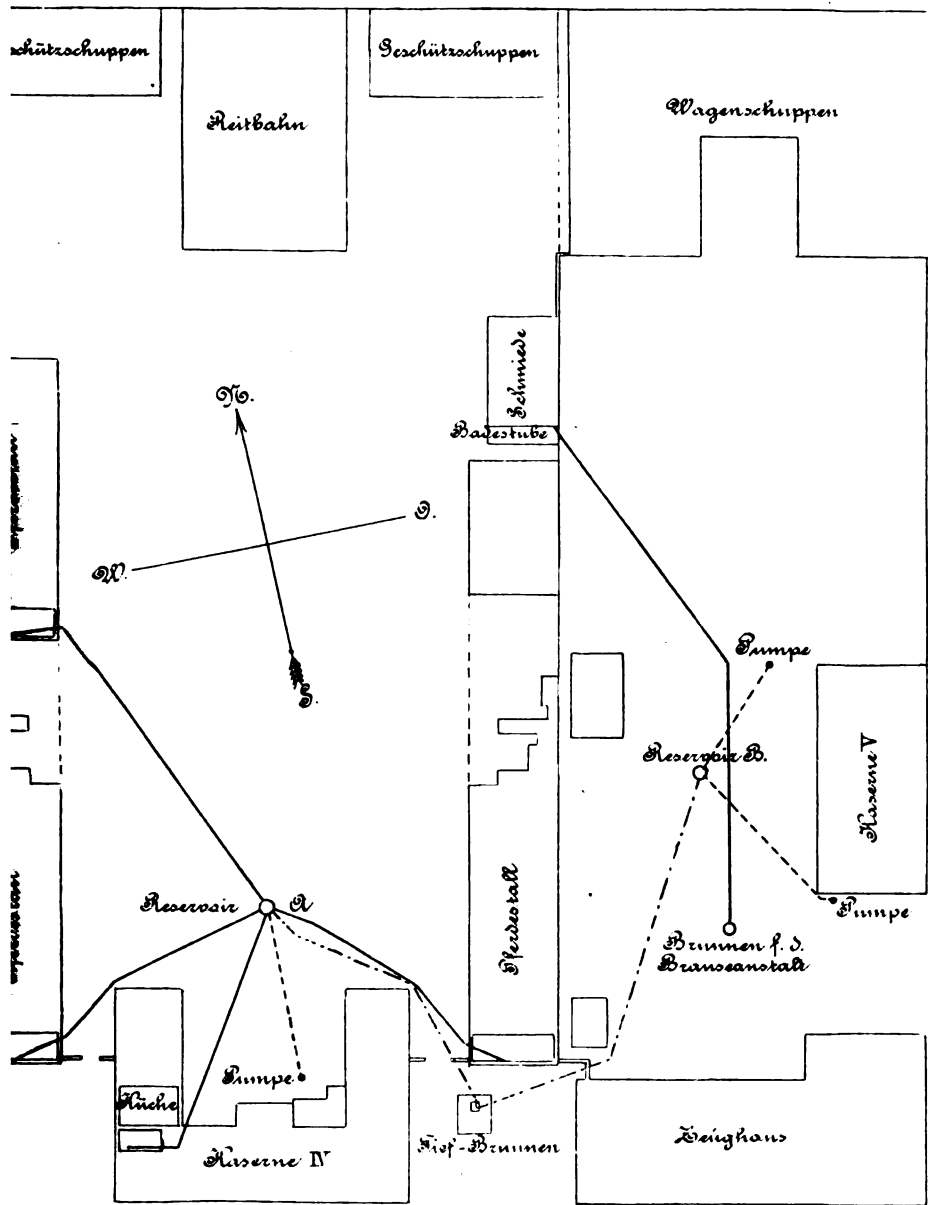 schützschuppen
Geschützschuppen
Reitbahn
Wagenschuppen
Schmiede
N.
Badestube
O.
W.
Pumpe
S.
Reservoir B.
Kaserne V
Reservoir A
Pumpe
Pferdestall
Brunnen f. d.
Brauseanstalt
Pumpe
Küche
Tief-Brunnen
Zeughaus
Kaserne IV